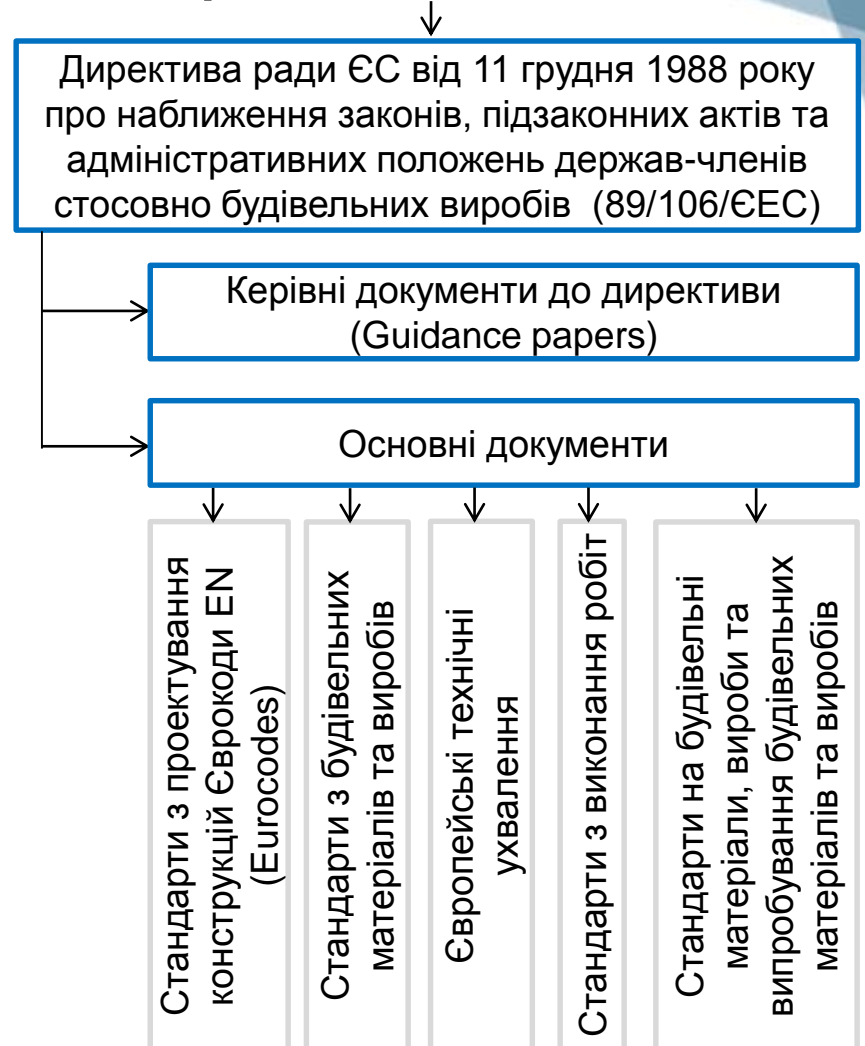 Директива ради ЄС від 11 грудня 1988 року
про наближення законів, підзаконних актів та
адміністративних положень держав-членів
стосовно будівельних виробів (89/106/ЄЕС)
Керівні документи до директиви
(Guidance papers)
Основні документи
Стандарти з проектування
конструкцій Єврокоди EN
(Eurocodes)
Стандарти з будівельних
матеріалів та виробів
Європейські технічні
ухвалення
Стандарти з виконання робіт
Стандарти на будівельні
матеріали, вироби та
випробування будівельних
матеріалів та виробів